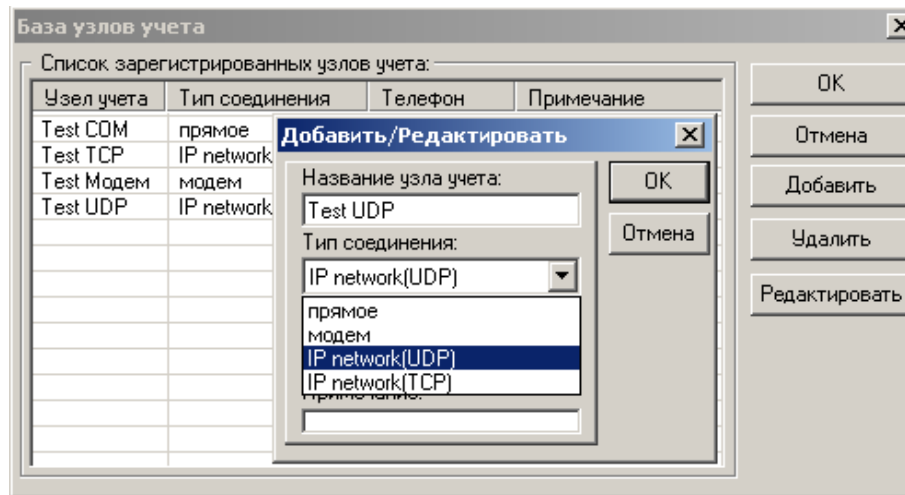 База узлов учета
Список зарегистрированных узлов учета:
Узел учета Тип соединения Телефон Примечание
Test COM прямое
Test TCP IP network
Test Модем модем
Test UDP IP network
Добавить/Редактировать
Название узла учета:
Test UDP
Тип соединения:
IP network(UDP)
прямое
модем
IP network(UDP)
IP network(TCP)
Примечание:
OK
Отмена
OK
Отмена
Добавить
Удалить
Редактировать